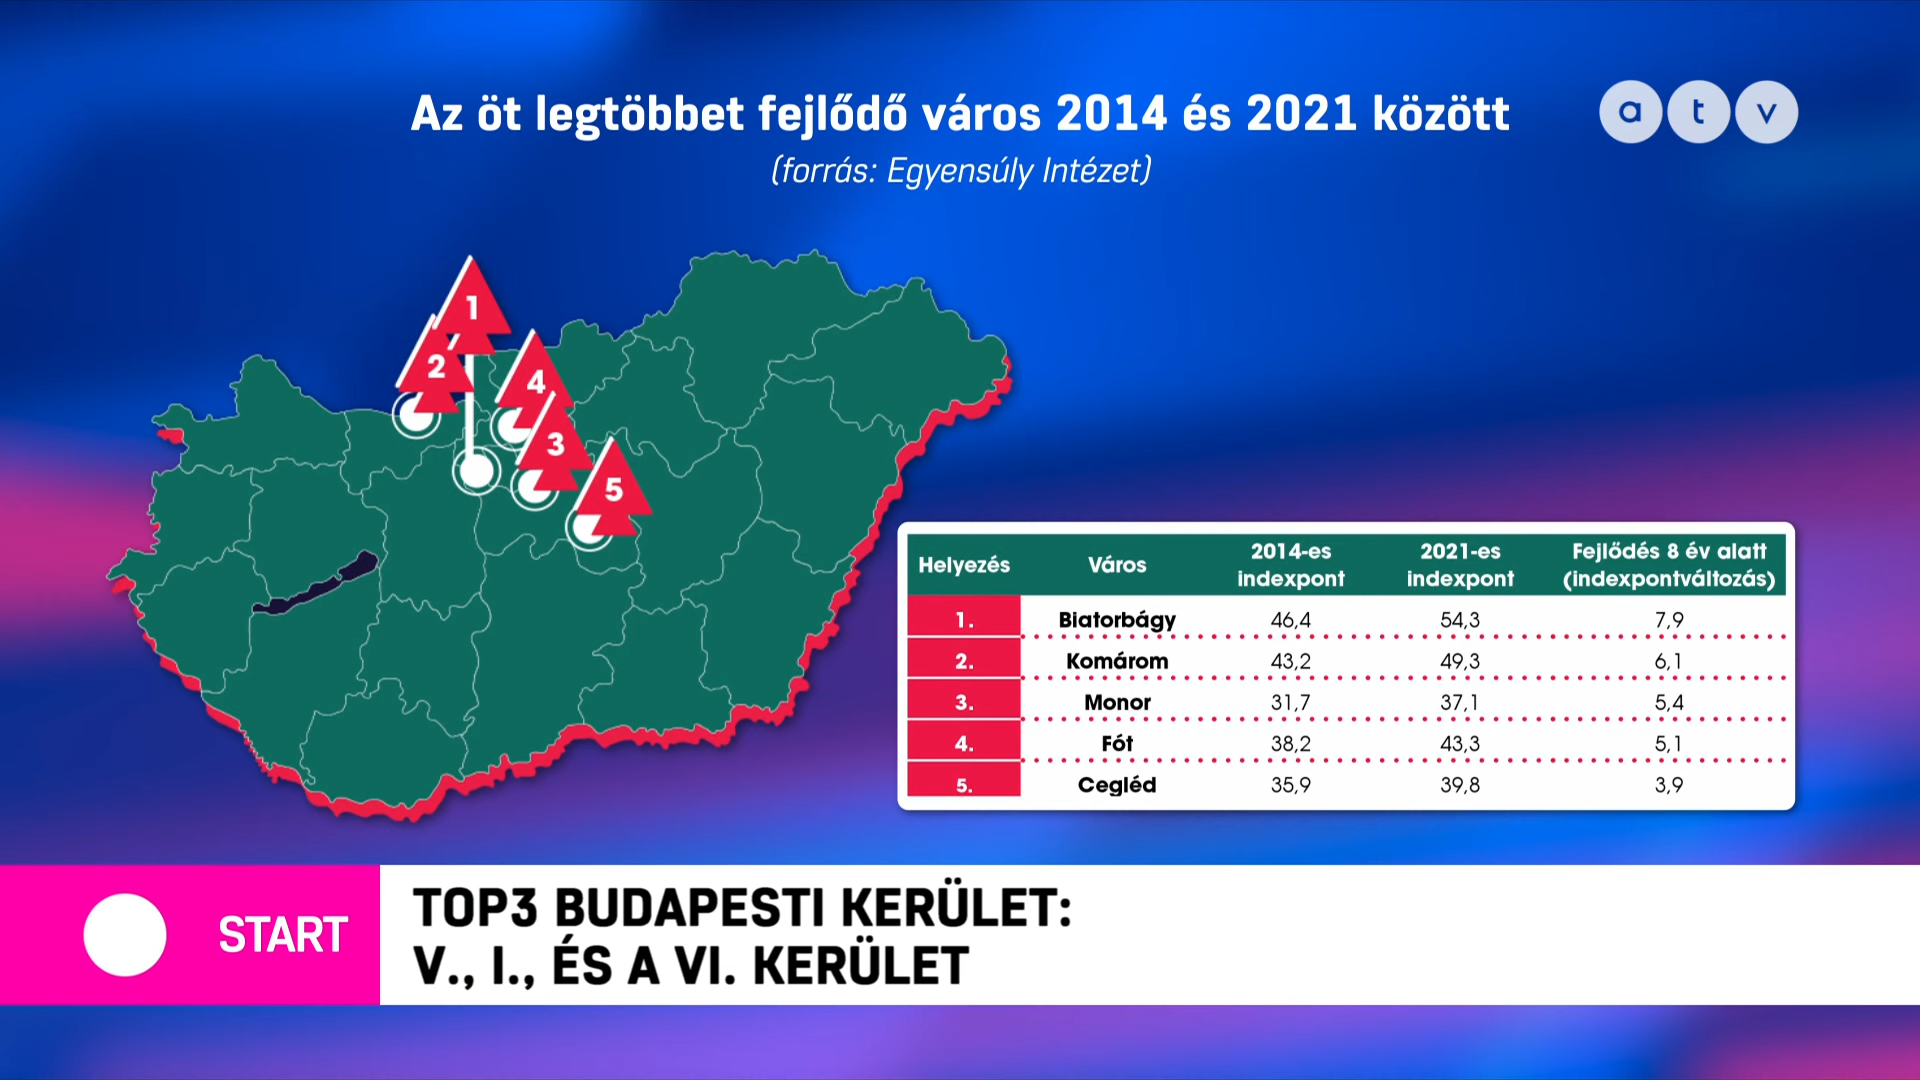 Az öt legtöbbet fejlődő város 2014 és 2021 között
(forrás: Egyensúly Intézet)
a t v
1
2
4
3
5
Helyezés Város 2014-es indexpont 2021-es indexpont Fejlődés 8 év alatt (indexpontváltozás)
1. Biatorbágy 46,4 54,3 7,9
2. Komárom 43,2 49,3 6,1
3. Monor 31,7 37,1 5,4
4. Fót 38,2 43,3 5,1
5. Cegléd 35,9 39,8 3,9
START
TOP3 BUDAPESTI KERÜLET:
V., I., ÉS A VI. KERÜLET